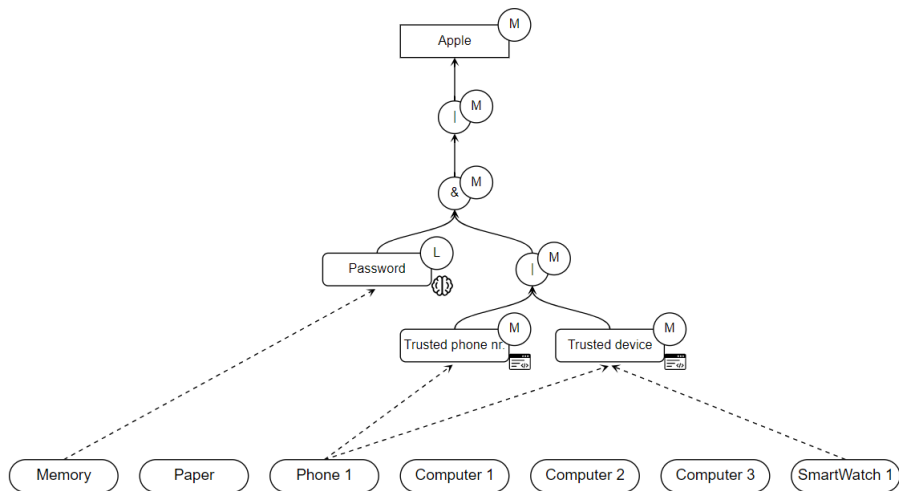 M
Apple
M
|
M
&
L
Password
M
|
M
Trusted phone nr.
M
Trusted device
Memory
Paper
Phone 1
Computer 1
Computer 2
Computer 3
SmartWatch 1